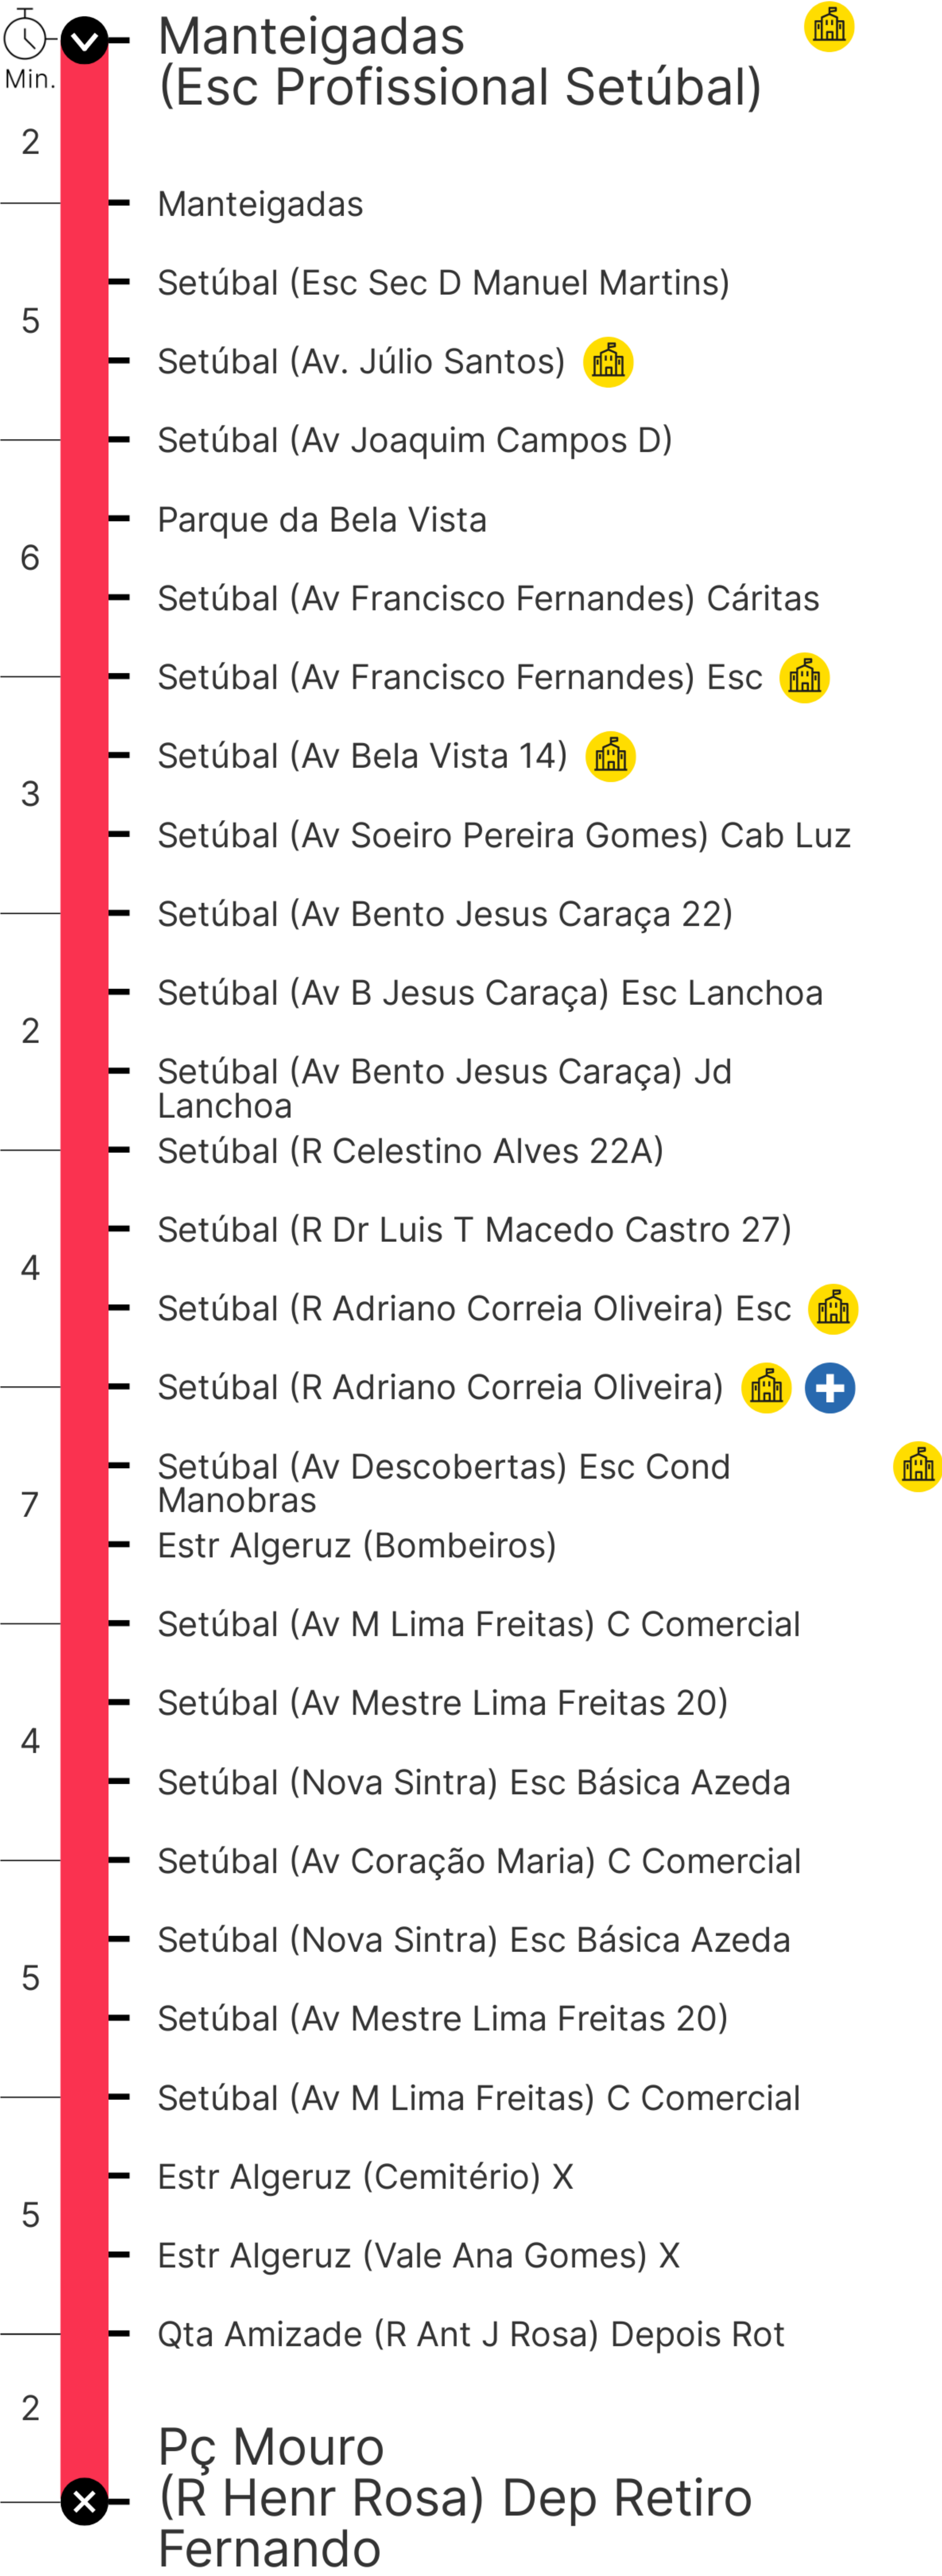 Manteigadas
(Esc Profissional Setúbal)
Min.
2
Manteigadas
Setúbal (Esc Sec D Manuel Martins)
5
Setúbal (Av. Júlio Santos)
Setúbal (Av Joaquim Campos D)
Parque da Bela Vista
6
Setúbal (Av Francisco Fernandes) Cáritas
Setúbal (Av Francisco Fernandes) Esc
Setúbal (Av Bela Vista 14)
3
Setúbal (Av Soeiro Pereira Gomes) Cab Luz
Setúbal (Av Bento Jesus Caraça 22)
Setúbal (Av B Jesus Caraça) Esc Lanchoa
2
Setúbal (Av Bento Jesus Caraça) Jd
Lanchoa
Setúbal (R Celestino Alves 22A)
Setúbal (R Dr Luis T Macedo Castro 27)
4
Setúbal (R Adriano Correia Oliveira) Esc
Setúbal (R Adriano Correia Oliveira)
Setúbal (Av Descobertas) Esc Cond
Manobras
7
Estr Algeruz (Bombeiros)
Setúbal (Av M Lima Freitas) C Comercial
Setúbal (Av Mestre Lima Freitas 20)
4
Setúbal (Nova Sintra) Esc Básica Azeda
Setúbal (Av Coração Maria) C Comercial
Setúbal (Nova Sintra) Esc Básica Azeda
5
Setúbal (Av Mestre Lima Freitas 20)
Setúbal (Av M Lima Freitas) C Comercial
Estr Algeruz (Cemitério) X
5
Estr Algeruz (Vale Ana Gomes) X
Qta Amizade (R Ant J Rosa) Depois Rot
2
Pç Mouro
(R Henr Rosa) Dep Retiro
Fernando